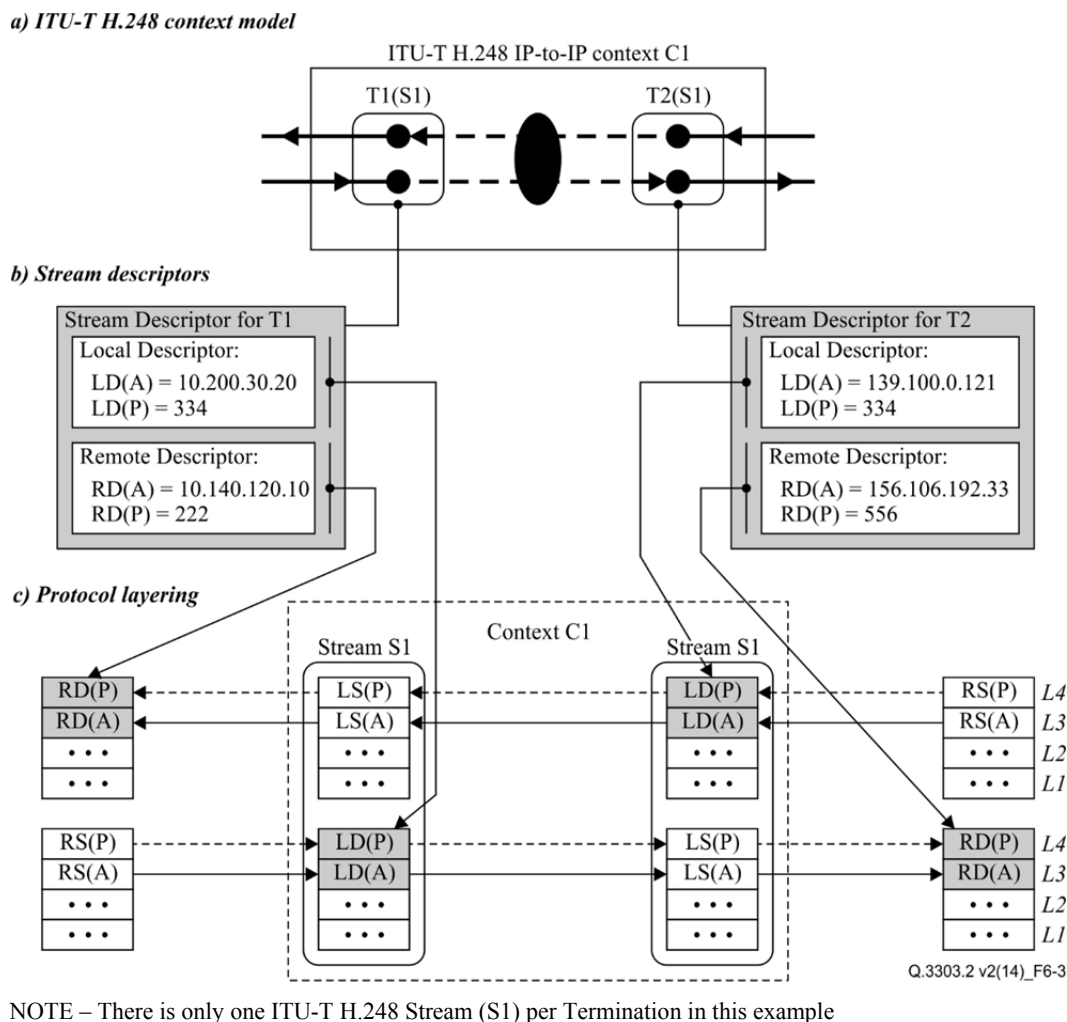 a) ITU-T H.248 context model
ITU-T H.248 IP-to-IP context C1
T1(S1)
T2(S1)
b) Stream descriptors
Stream Descriptor for T1
Local Descriptor:
LD(A) = 10.200.30.20
LD(P) = 334
Remote Descriptor:
RD(A) = 10.140.120.10
RD(P) = 222
Stream Descriptor for T2
Local Descriptor:
LD(A) = 139.100.0.121
LD(P) = 334
Remote Descriptor:
RD(A) = 156.106.192.33
RD(P) = 556
c) Protocol layering
Context C1
Stream S1
Stream S1
RD(P)
LS(P)
LD(P)
RS(P)
L4
RD(A)
LS(A)
LD(A)
RS(A)
L3
• • •
• • •
• • •
• • •
L2
• • •
• • •
• • •
• • •
L1
RS(P)
LD(P)
LS(P)
RD(P)
L4
RS(A)
LD(A)
LS(A)
RD(A)
L3
• • •
• • •
• • •
• • •
L2
• • •
• • •
• • •
• • •
L1
Q.3303.2 v2(14)_F6-3
NOTE – There is only one ITU-T H.248 Stream (S1) per Termination in this example